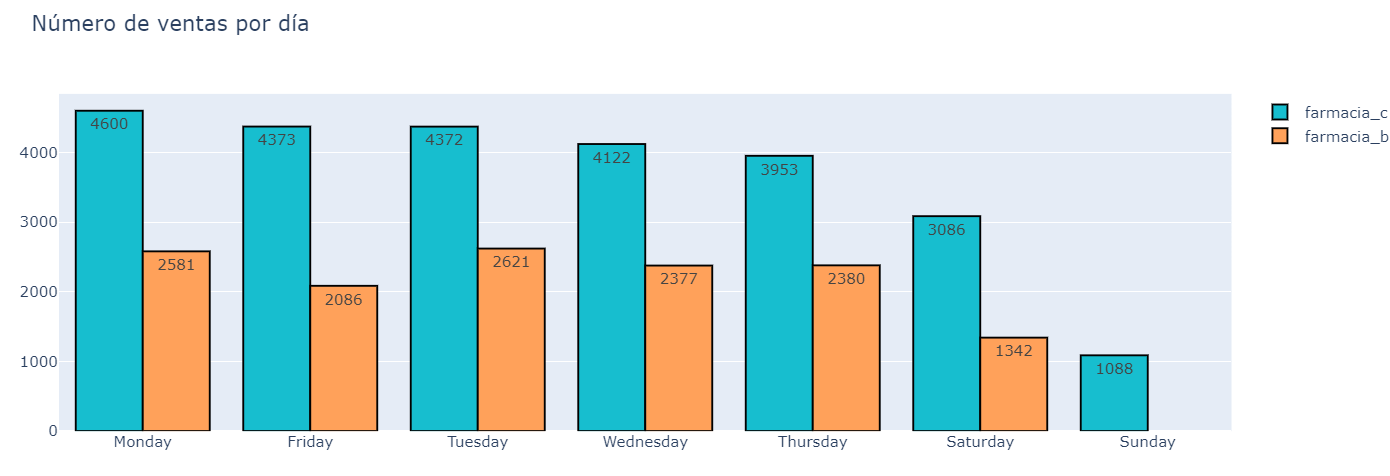 Número de ventas por día
farmacia_c
farmacia_b
4000
3000
2000
1000
0
4600
2581
4373
2086
4372
2621
4122
2377
3953
2380
3086
1342
1088
Monday
Friday
Tuesday
Wednesday
Thursday
Saturday
Sunday